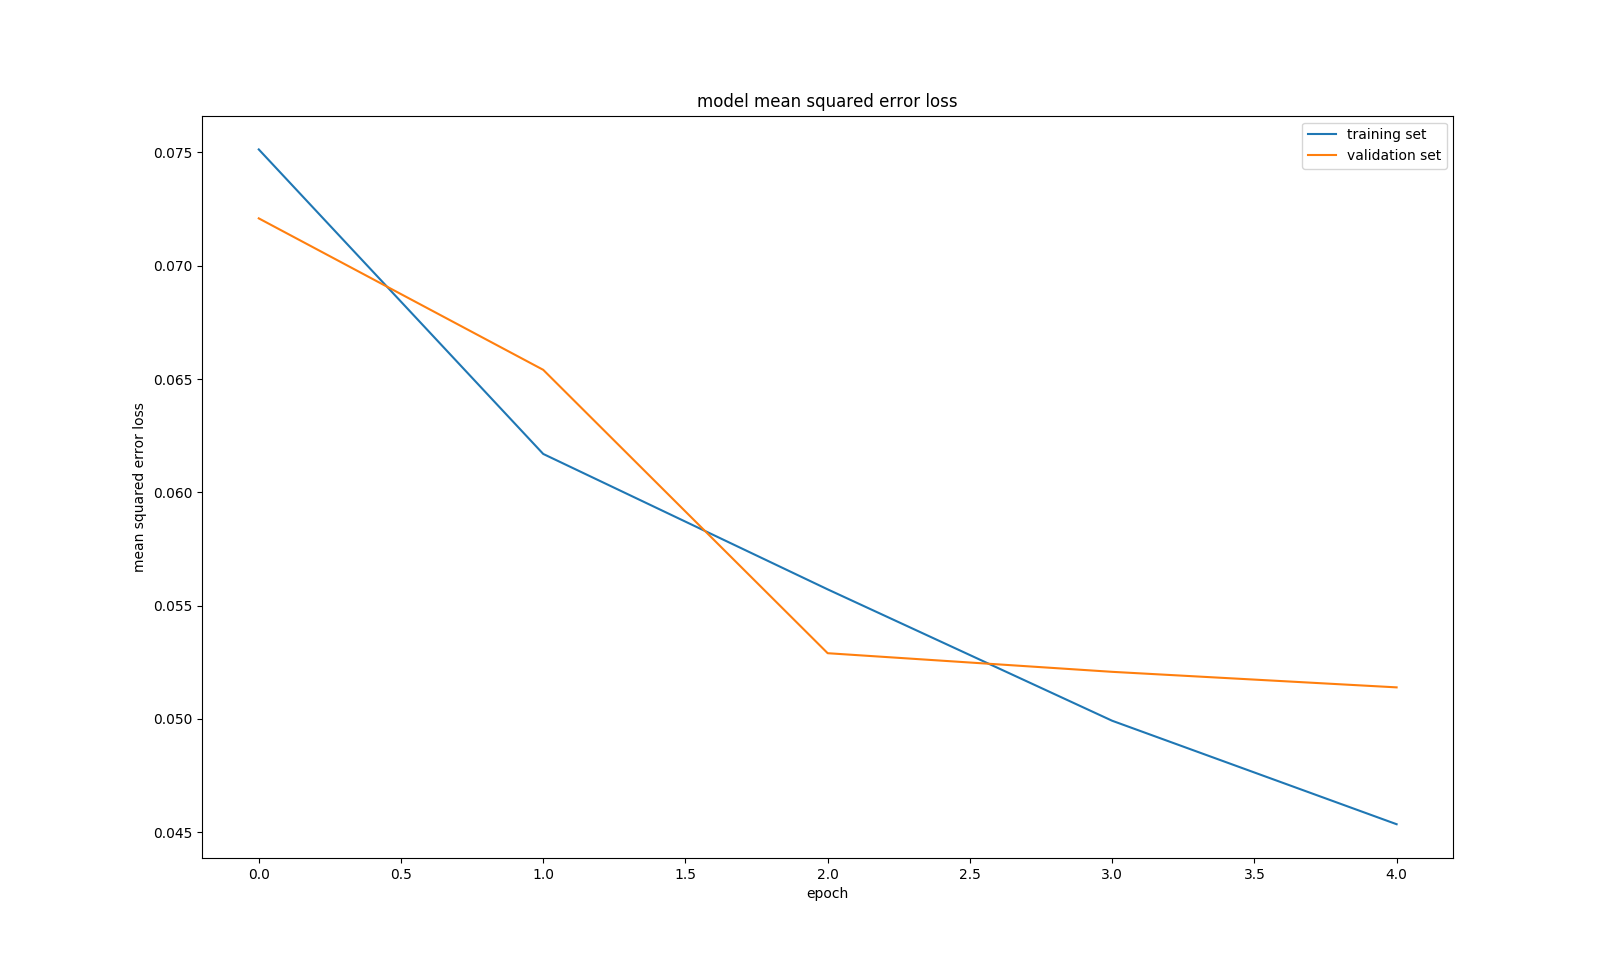 model mean squared error loss
training set
validation set
0.075
0.070
0.065
0.060
0.055
0.050
0.045
mean squared error loss
0.0 0.5 1.0 1.5 2.0 2.5 3.0 3.5 4.0
epoch